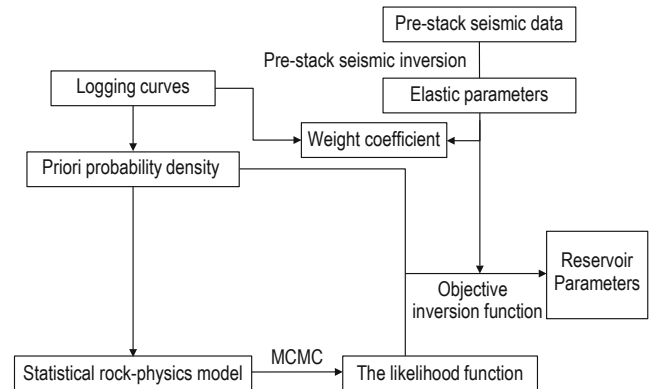 Pre-stack seismic data
Pre-stack seismic inversion
Logging curves
Elastic parameters
Weight coefficient
Priori probability density
Reservoir
Parameters
Objective
inversion function
MCMC
Statistical rock-physics model
The likelihood function